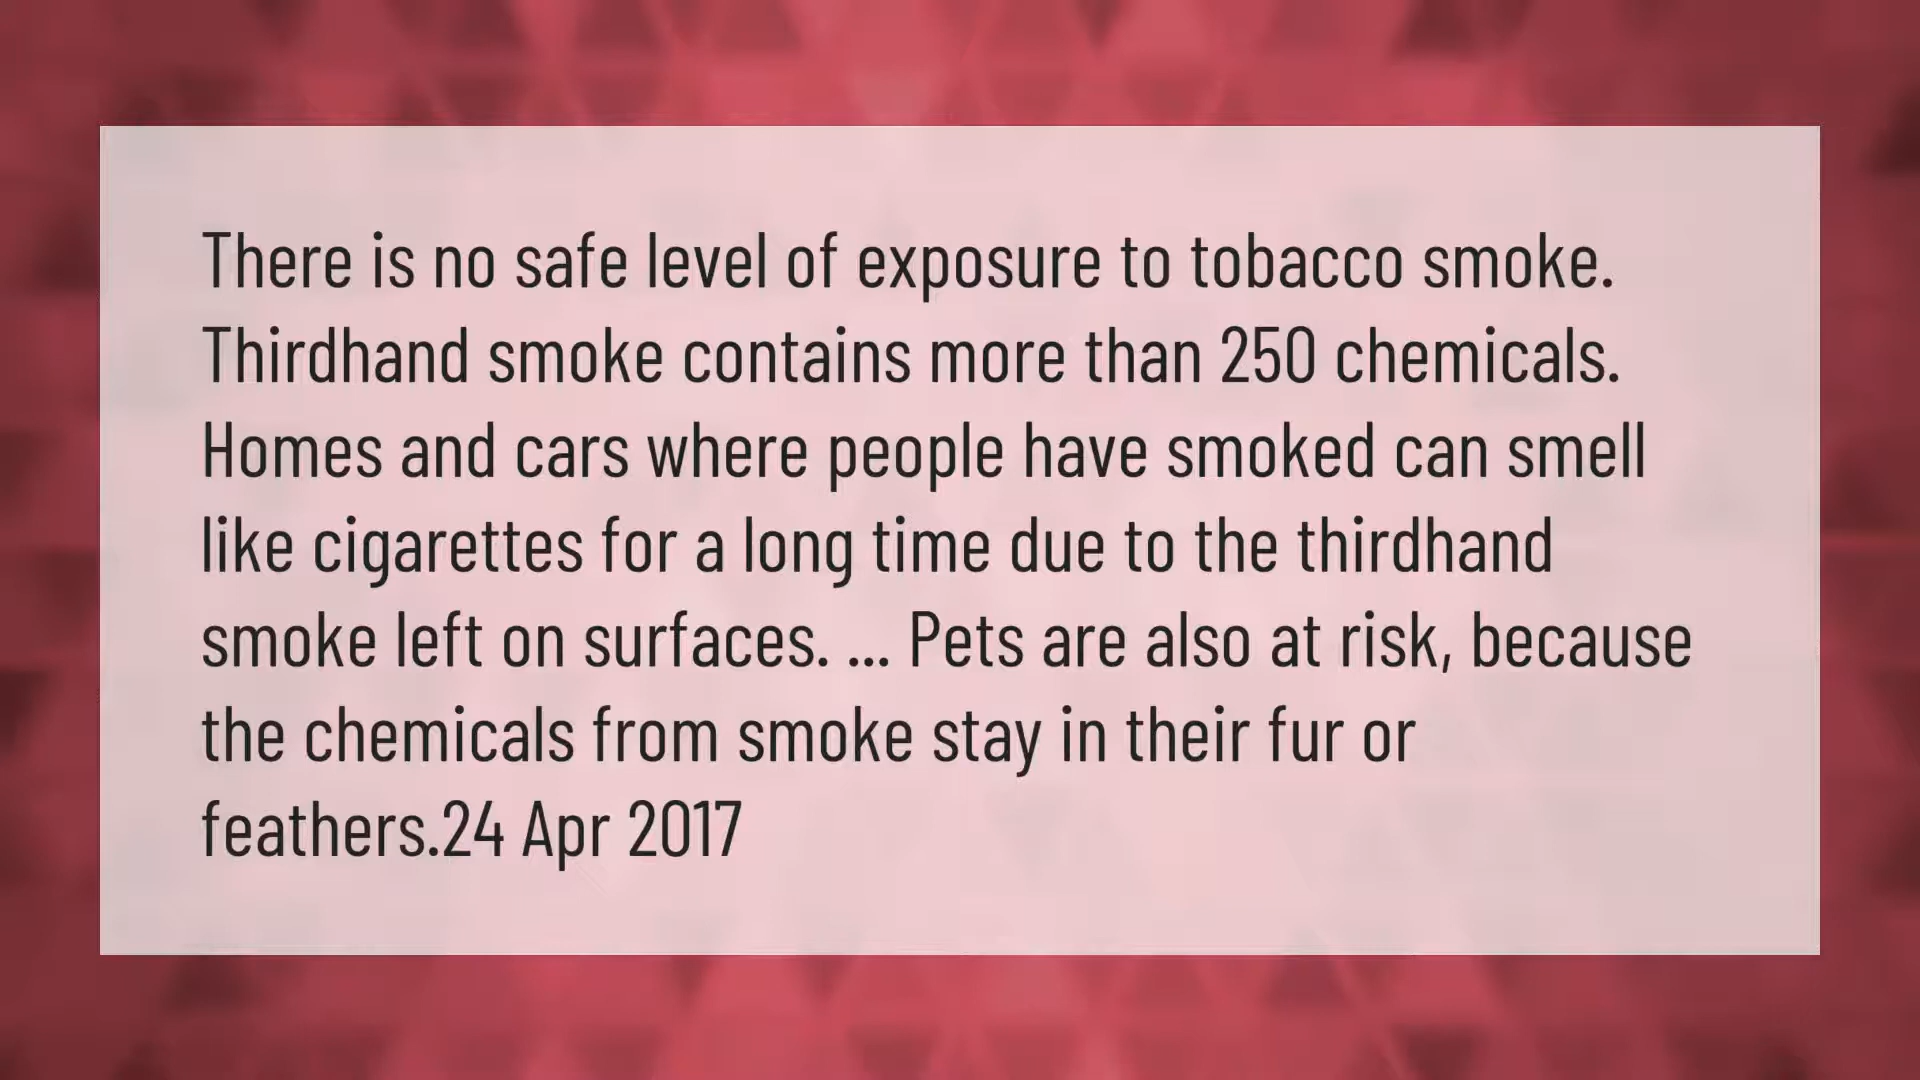 There is no safe level of exposure to tobacco smoke.
Thirdhand smoke contains more than 250 chemicals.
Homes and cars where people have smoked can smell
like cigarettes for a long time due to the thirdhand
smoke left on surfaces. ... Pets are also at risk, because
the chemicals from smoke stay in their fur or
feathers.24 Apr 2017